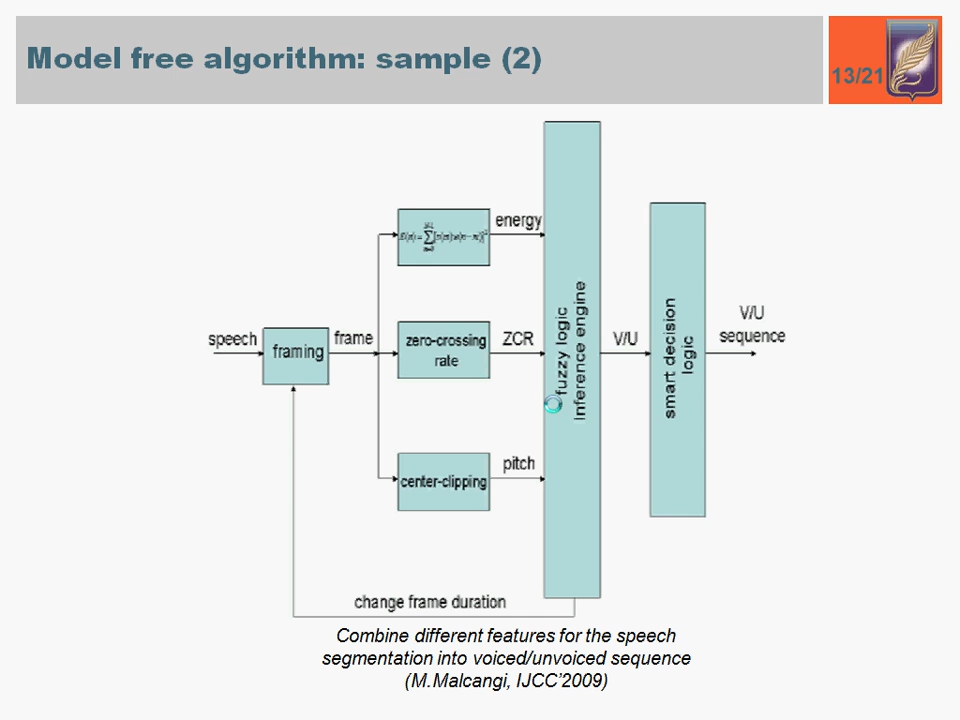 Model free algorithm: sample (2)
13/21
energy
speech
framing
frame
zero-crossing
rate
ZCR
center-clipping
pitch
fuzzy logic
Inference engine
V/U
smart decision
logic
V/U
sequence
change frame duration
Combine different features for the speech
segmentation into voiced/unvoiced sequence
(M.Malcangi, IJCC'2009)